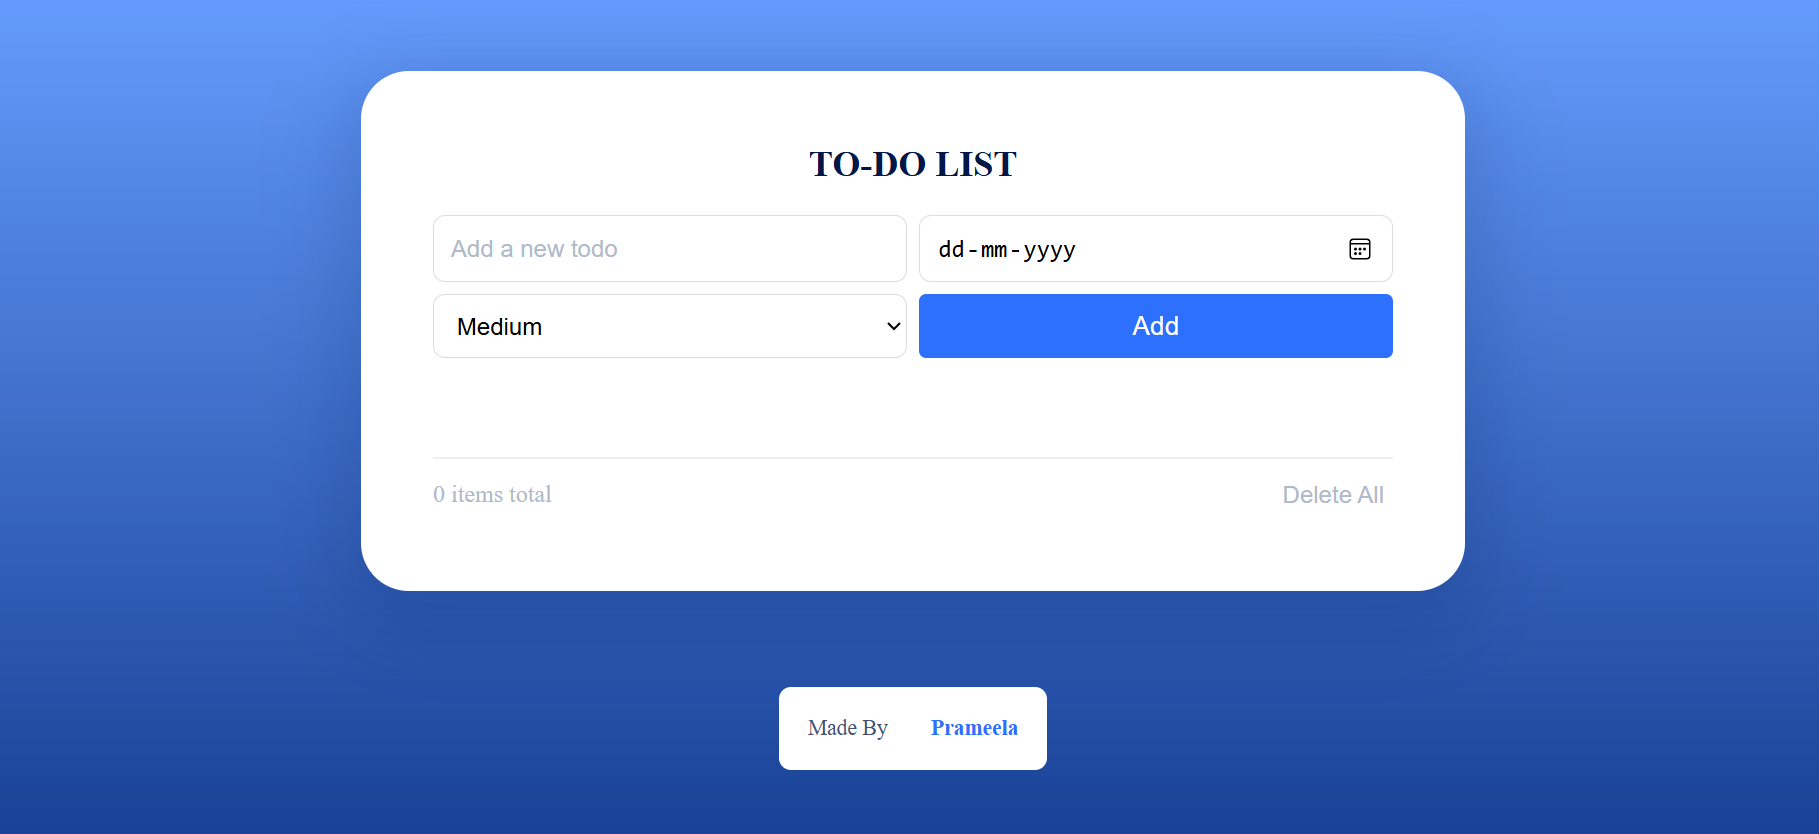 TO-DO LIST
Add a new todo
dd-mm-yyyy
Medium
Add
0 items total
Delete All
Made By Prameela